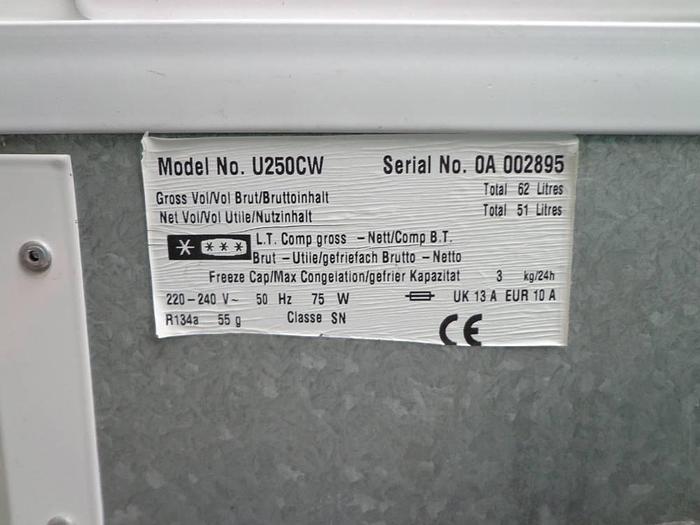 Model No. U250CW Serial No. 0A 002895
Gross Vol/Vol Brut/Bruttoinhalt Total 62 Litres
Net Vol/Vol Utile/Nutzinhalt Total 51 Litres
L.T. Comp gross – Nett/Comp B.T.
Brut – Utile/gefriefach Brutto – Netto
Freeze Cap/Max Congelation/gefrier Kapazitat 3 kg/24h
220–240 V~ 50 Hz 75 W UK 13 A EUR 10 A
R134a 55 g Classe SN
CE